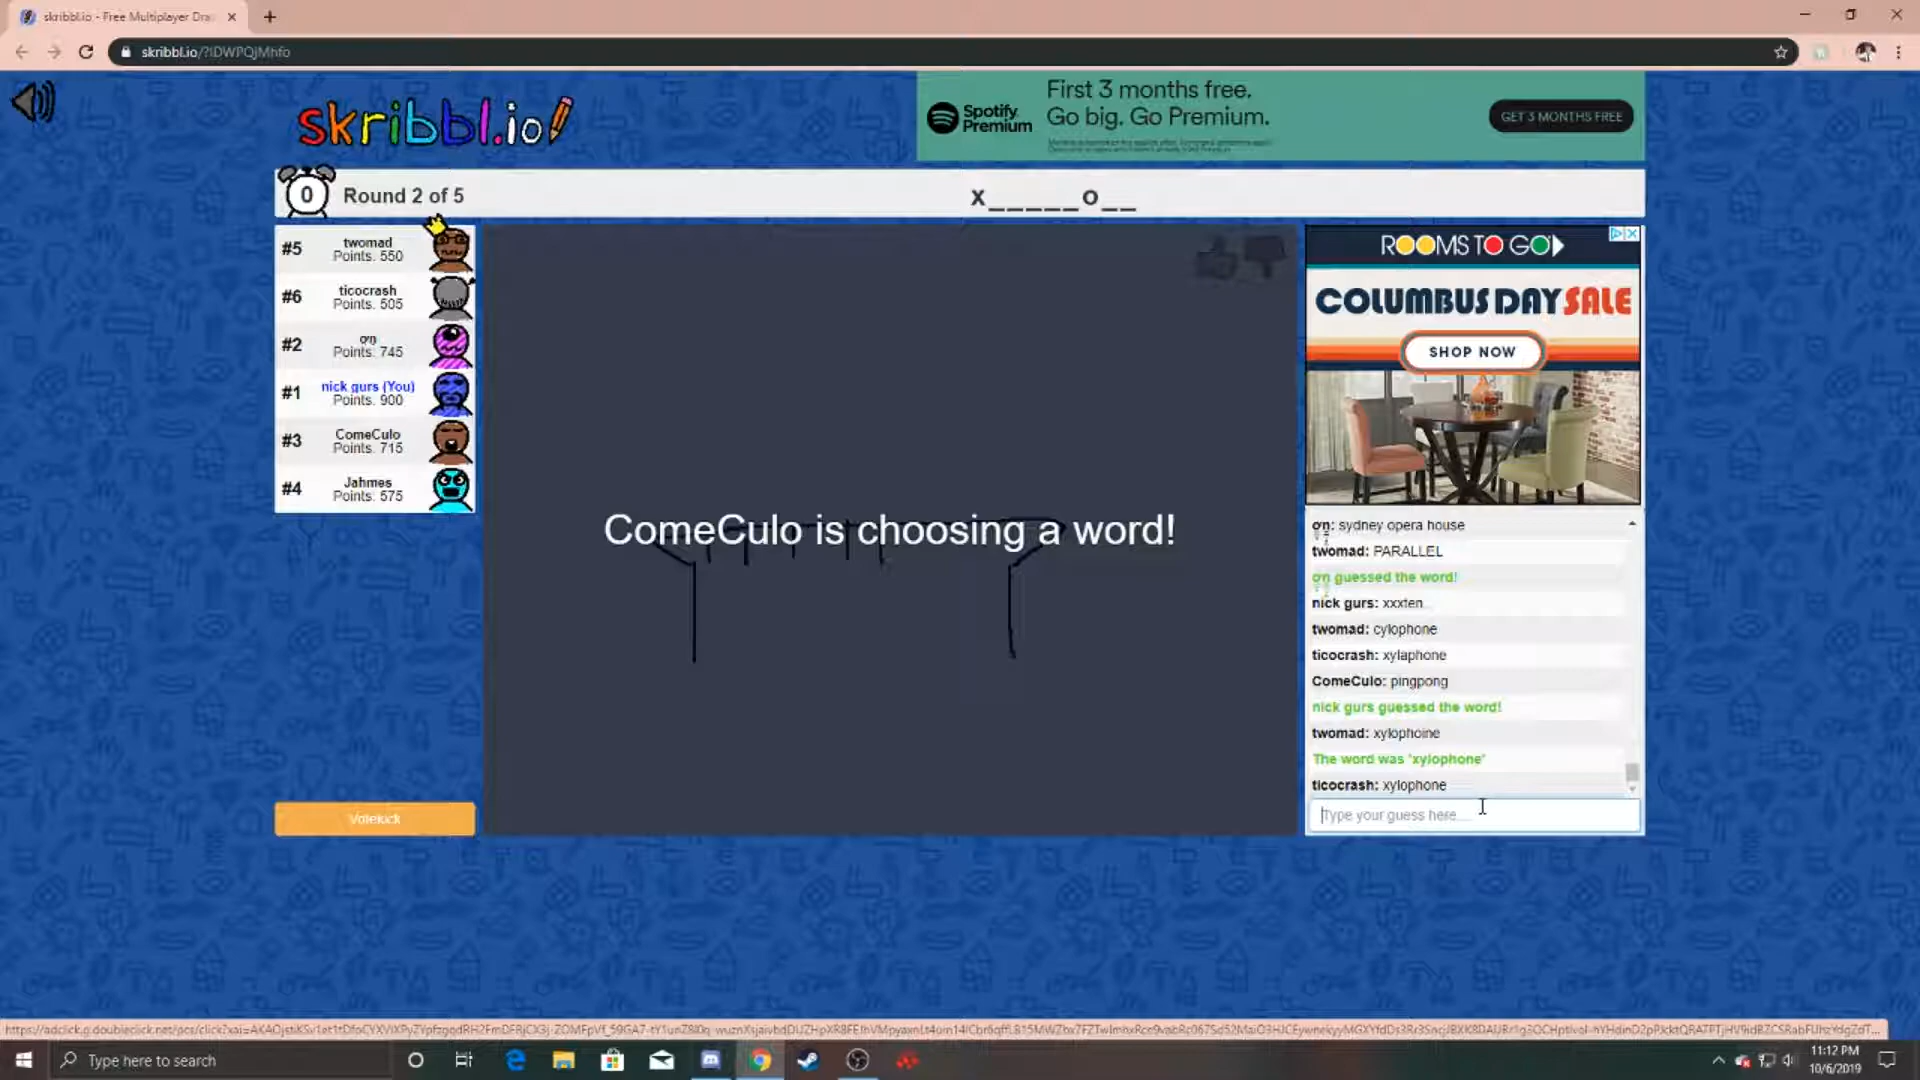 skribbl.io - Free Multiplayer Dra
skribbl.io/?IDWPQjMhfo
skribbl.io
Spotify Premium
First 3 months free.
Go big. Go Premium.
GET 3 MONTHS FREE
0
Round 2 of 5
x_____o__
#5 twomad
Points: 550
#6 ticocrash
Points: 505
#2 on
Points: 745
#1 nick gurs (You)
Points: 900
#3 ComeCulo
Points: 715
#4 Jahmes
Points: 575
Votekick
ComeCulo is choosing a word!
ROOMS TO GO
COLUMBUS DAY SALE
SHOP NOW
on: sydney opera house
twomad: PARALLEL
on guessed the word!
nick gurs: xxxten
twomad: cylophone
ticocrash: xylaphone
ComeCulo: pingpong
nick gurs guessed the word!
twomad: xylophoine
The word was 'xylophone'
ticocrash: xylophone
Type your guess here...
Type here to search
11:12 PM
10/6/2019